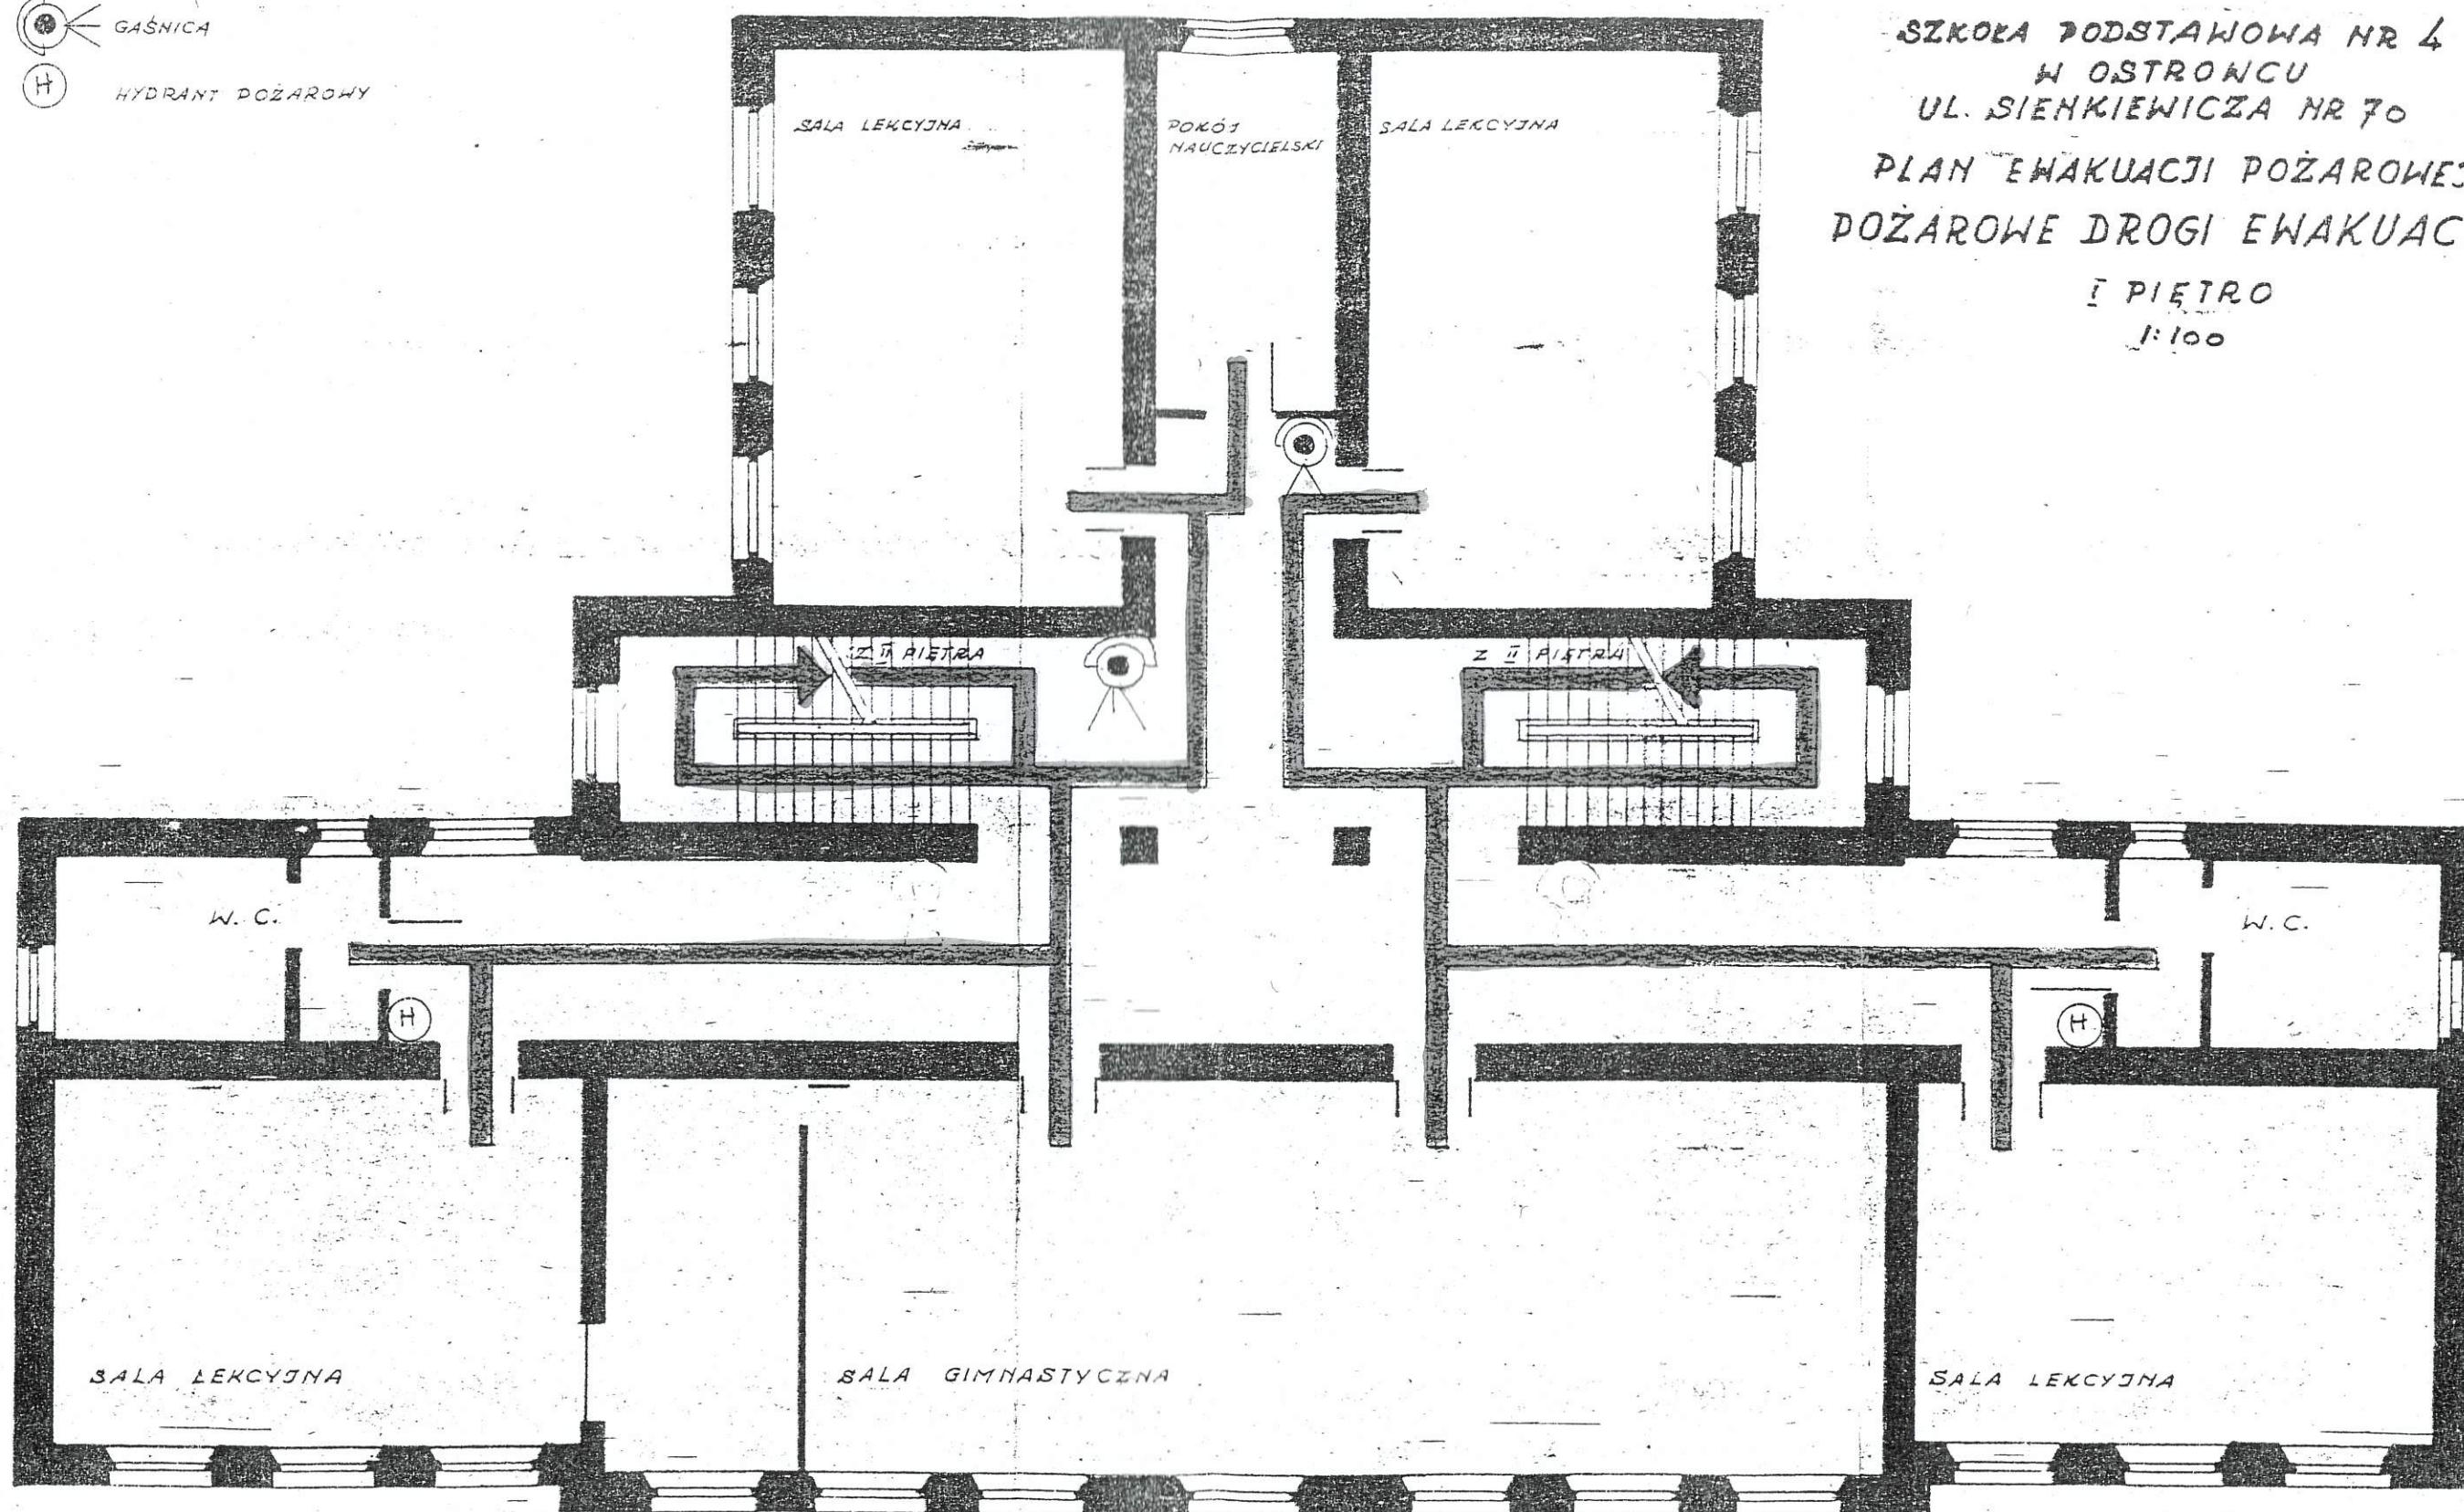 GAŚNICA
H
HYDRANT POŻAROWY
SZKOŁA PODSTAWOWA NR 4
W OSTROWCU
UL. SIENKIEWICZA NR 70
PLAN EWAKUACJI POŻAROWEJ
POŻAROWE DROGI EWAKUAC
I PIĘTRO
1:100
SALA LEKCYJNA
POKÓJ
NAUCZYCIELSKI
SALA LEKCYJNA
Z II PIĘTRA
Z II PIĘTRA
W. C.
W. C.
H
H
SALA LEKCYJNA
SALA GIMNASTYCZNA
SALA LEKCYJNA